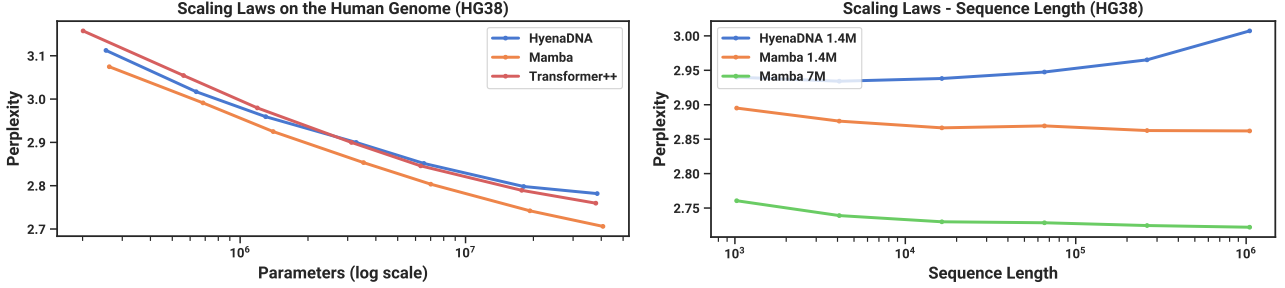 Scaling Laws on the Human Genome (HG38)
HyenaDNA
Mamba
Transformer++
Perplexity
3.1
3.0
2.9
2.8
2.7
10⁶
10⁷
Parameters (log scale)
Scaling Laws - Sequence Length (HG38)
HyenaDNA 1.4M
Mamba 1.4M
Mamba 7M
Perplexity
3.00
2.95
2.90
2.85
2.80
2.75
10³
10⁴
10⁵
10⁶
Sequence Length